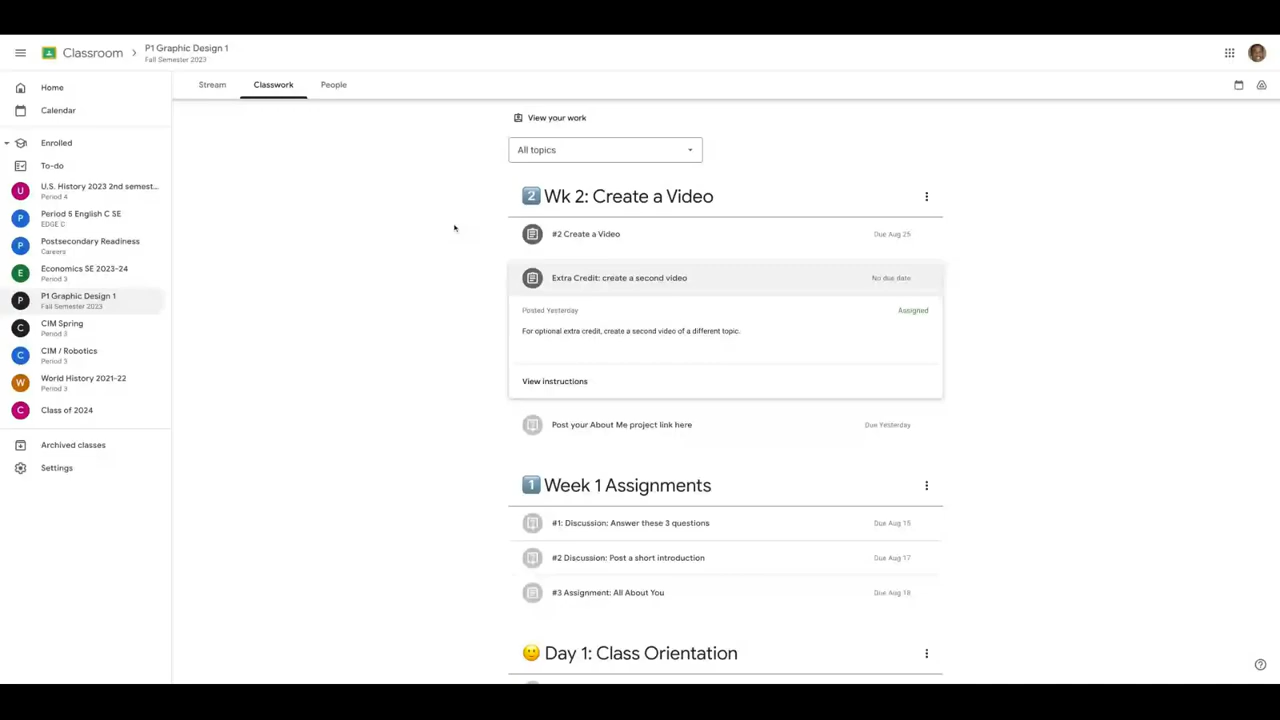 Classroom
P1 Graphic Design 1
Fall Semester 2023
Stream
Classwork
People
Home
Calendar
Enrolled
To-do
U
U.S. History 2023 2nd semest...
Period 4
P
Period 5 English C SE
EDGE C
P
Postsecondary Readiness
Careers
E
Economics SE 2023-24
Period 3
P
P1 Graphic Design 1
Fall Semester 2023
C
CIM Spring
Period 2
C
CIM / Robotics
Period 5
W
World History 2021-22
Period 3
C
Class of 2024
Archived classes
Settings
View your work
All topics
2 Wk 2: Create a Video
#2 Create a Video
Due Aug 25
Extra Credit: create a second video
No due date
Posted Yesterday
Assigned
For optional extra credit, create a second video of a different topic.
View instructions
Post your About Me project link here
Due Yesterday
1 Week 1 Assignments
#1: Discussion: Answer these 3 questions
Due Aug 15
#2 Discussion: Post a short introduction
Due Aug 17
#3 Assignment: All About You
Due Aug 18
Day 1: Class Orientation